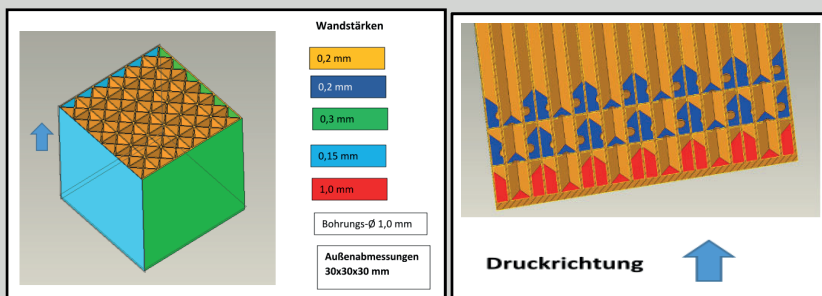 Wandstärken
0,2 mm
0,2 mm
0,3 mm
0,15 mm
1,0 mm
Bohrungs-Ø 1,0 mm
Außenabmessungen
30x30x30 mm
Druckrichtung